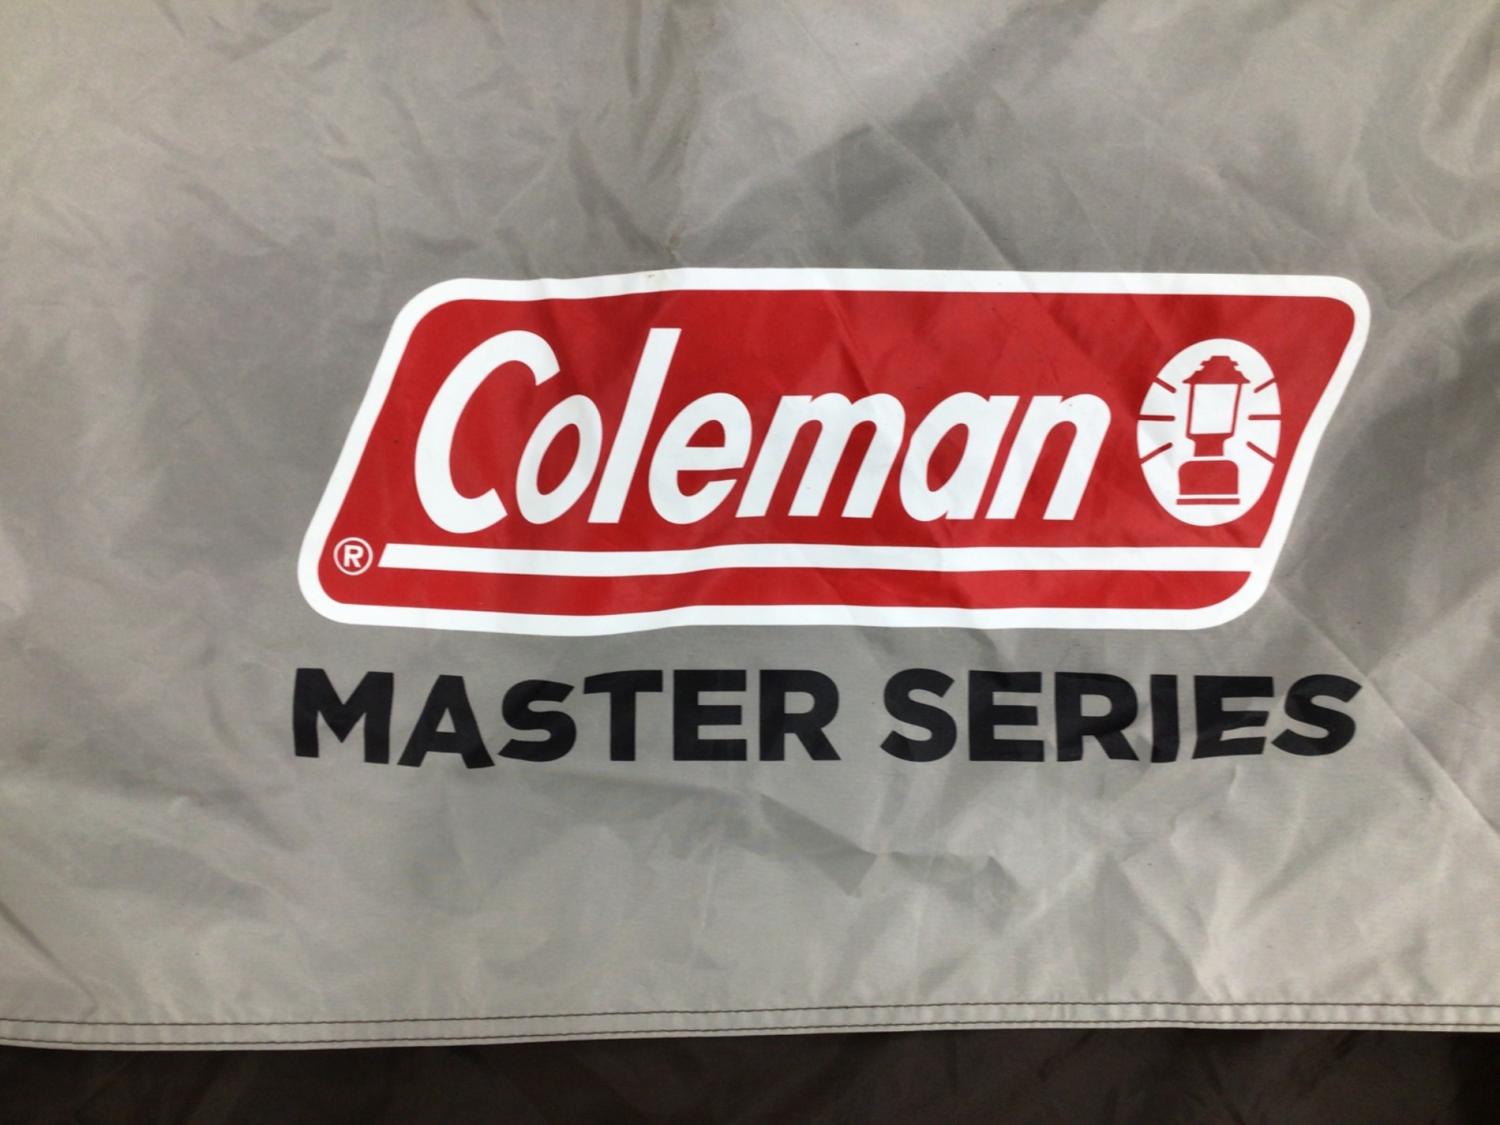 Coleman
®
MASTER SERIES